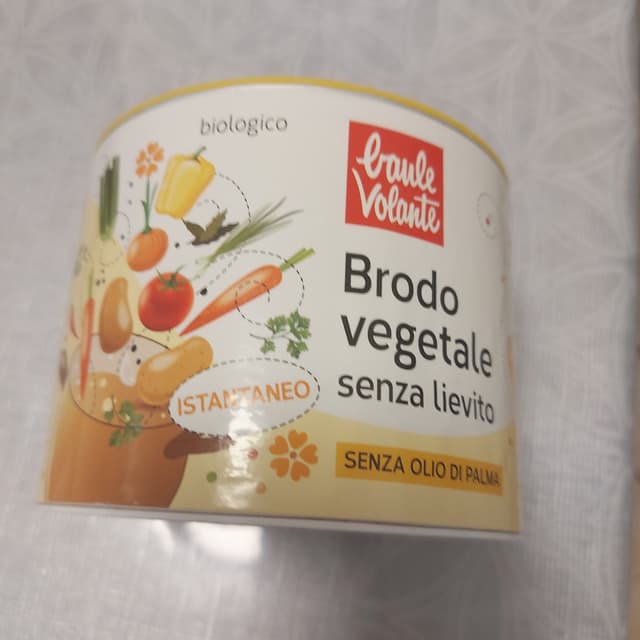 biologico
baule
volante
Brodo
vegetale
senza lievito
ISTANTANEO
SENZA OLIO DI PALMA